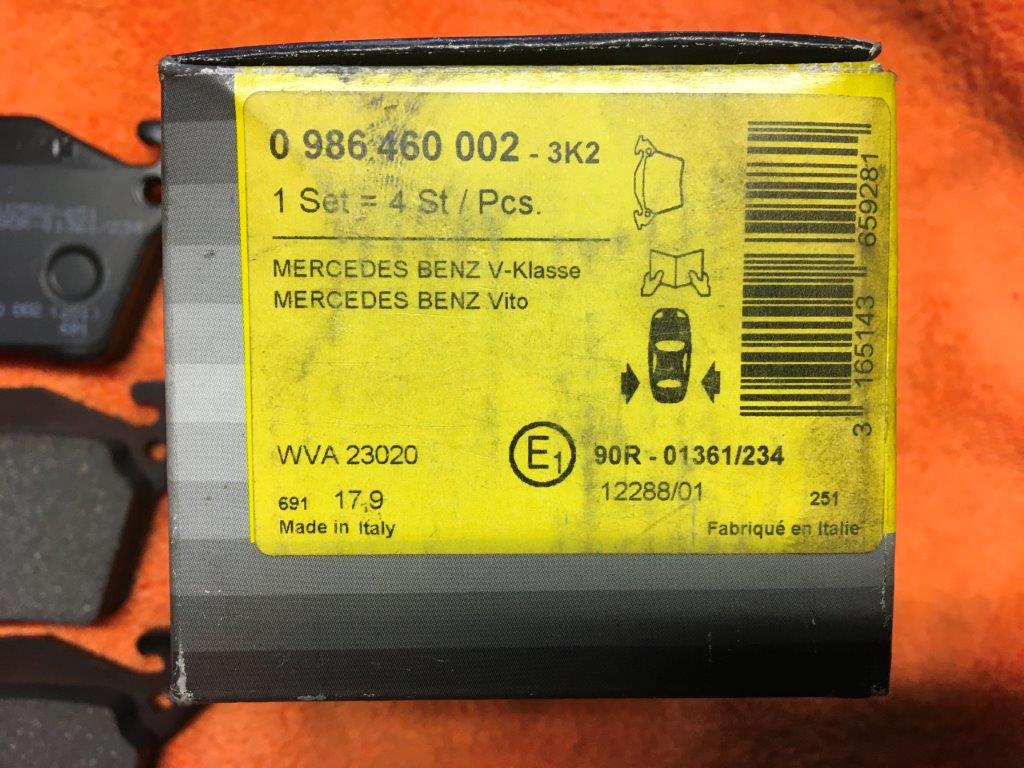 0 986 460 002 - 3K2
1 Set = 4 St / Pcs.
MERCEDES BENZ V-Klasse
MERCEDES BENZ Vito
3 165143 659281
WVA 23020
E1
90R - 01361/234
12288/01
691 17,9
251
Made in Italy
Fabriqué en Italie